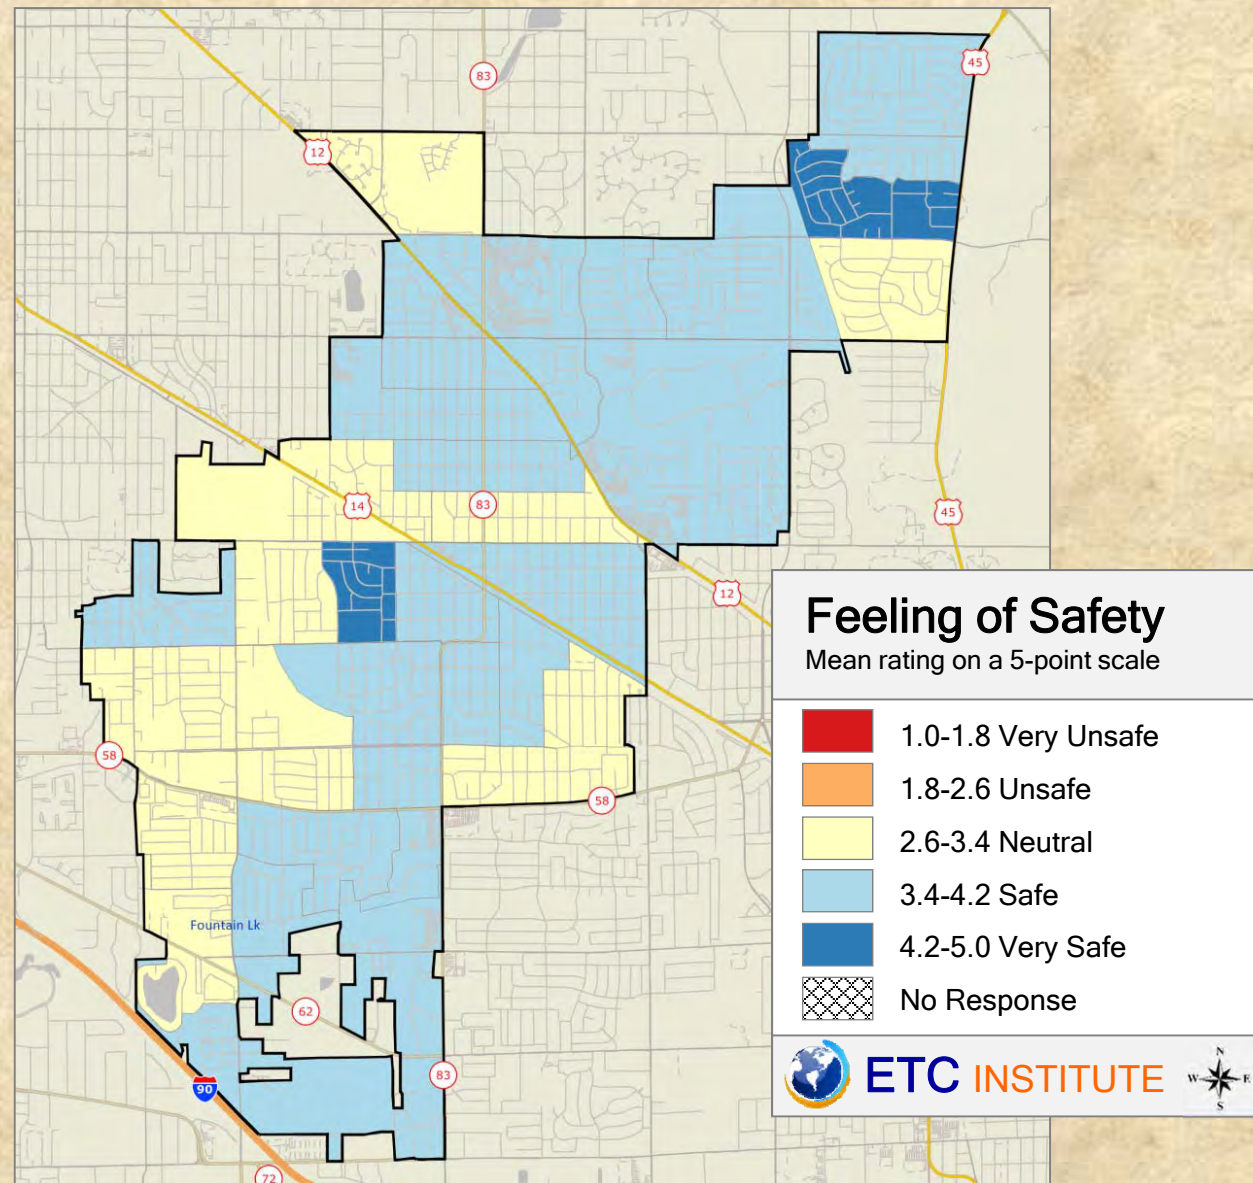 83
45
12
14
83
45
12
58
58
Fountain Lk
62
83
90
72
Feeling of Safety
Mean rating on a 5-point scale
1.0-1.8 Very Unsafe
1.8-2.6 Unsafe
2.6-3.4 Neutral
3.4-4.2 Safe
4.2-5.0 Very Safe
No Response
ETC INSTITUTE
N
W E
S